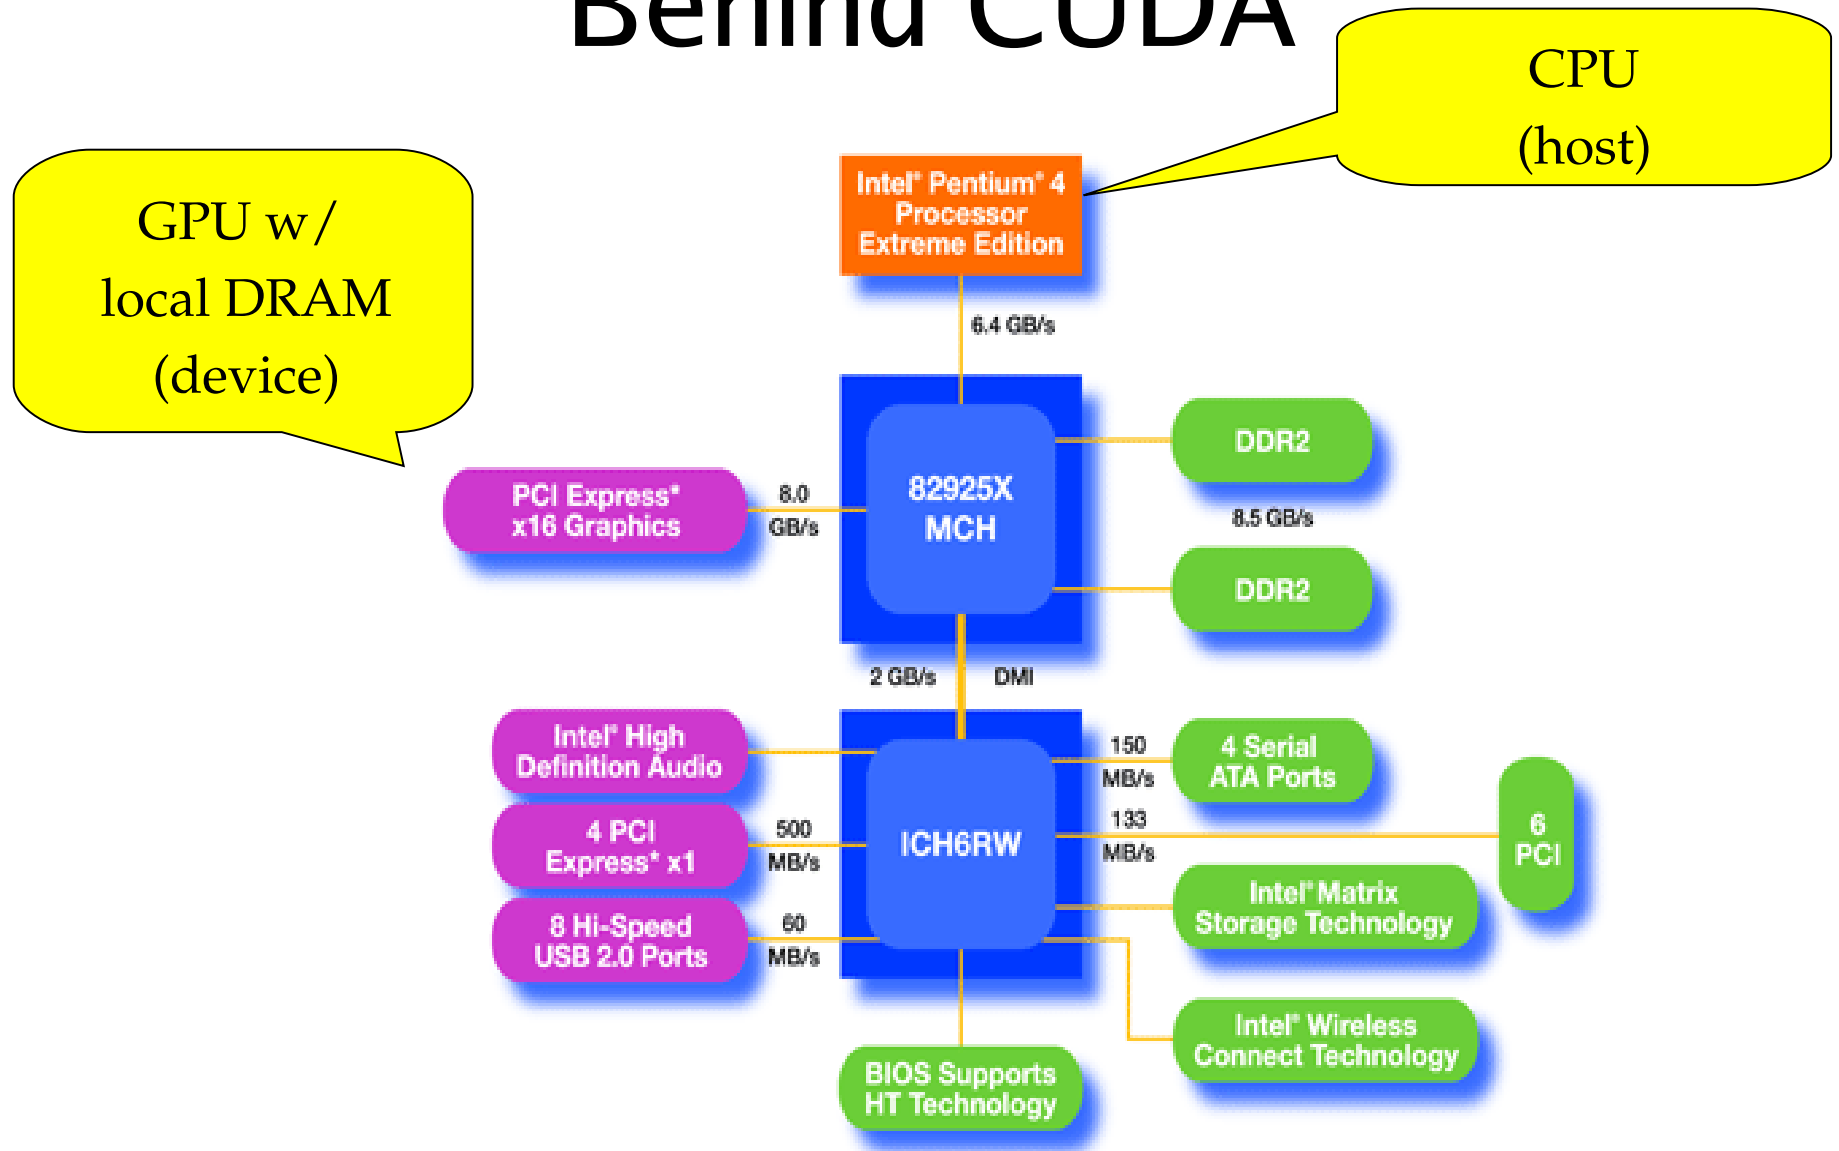 Behind CUDA
CPU
(host)
GPU w/
local DRAM
(device)
Intel® Pentium® 4
Processor
Extreme Edition
6.4 GB/s
PCI Express*
x16 Graphics
8.0
GB/s
82925X
MCH
DDR2
8.5 GB/s
DDR2
2 GB/s
DMI
Intel® High
Definition Audio
4 PCI
Express* x1
500
MB/s
8 Hi-Speed
USB 2.0 Ports
60
MB/s
ICH6RW
150
MB/s
4 Serial
ATA Ports
133
MB/s
6
PCI
Intel® Matrix
Storage Technology
Intel® Wireless
Connect Technology
BIOS Supports
HT Technology